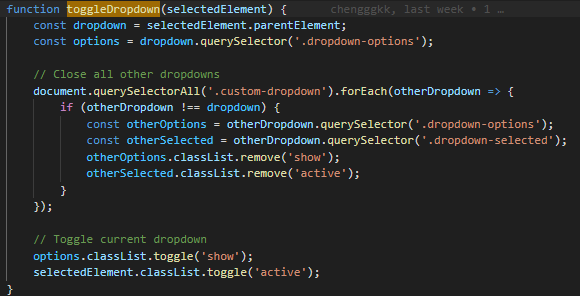 function toggleDropdown(selectedElement) { chengggkk, last week • 1 …
const dropdown = selectedElement.parentElement;
const options = dropdown.querySelector('.dropdown-options');
// Close all other dropdowns
document.querySelectorAll('.custom-dropdown').forEach(otherDropdown => {
if (otherDropdown !== dropdown) {
const otherOptions = otherDropdown.querySelector('.dropdown-options');
const otherSelected = otherDropdown.querySelector('.dropdown-selected');
otherOptions.classList.remove('show');
otherSelected.classList.remove('active');
}
});
// Toggle current dropdown
options.classList.toggle('show');
selectedElement.classList.toggle('active');
}